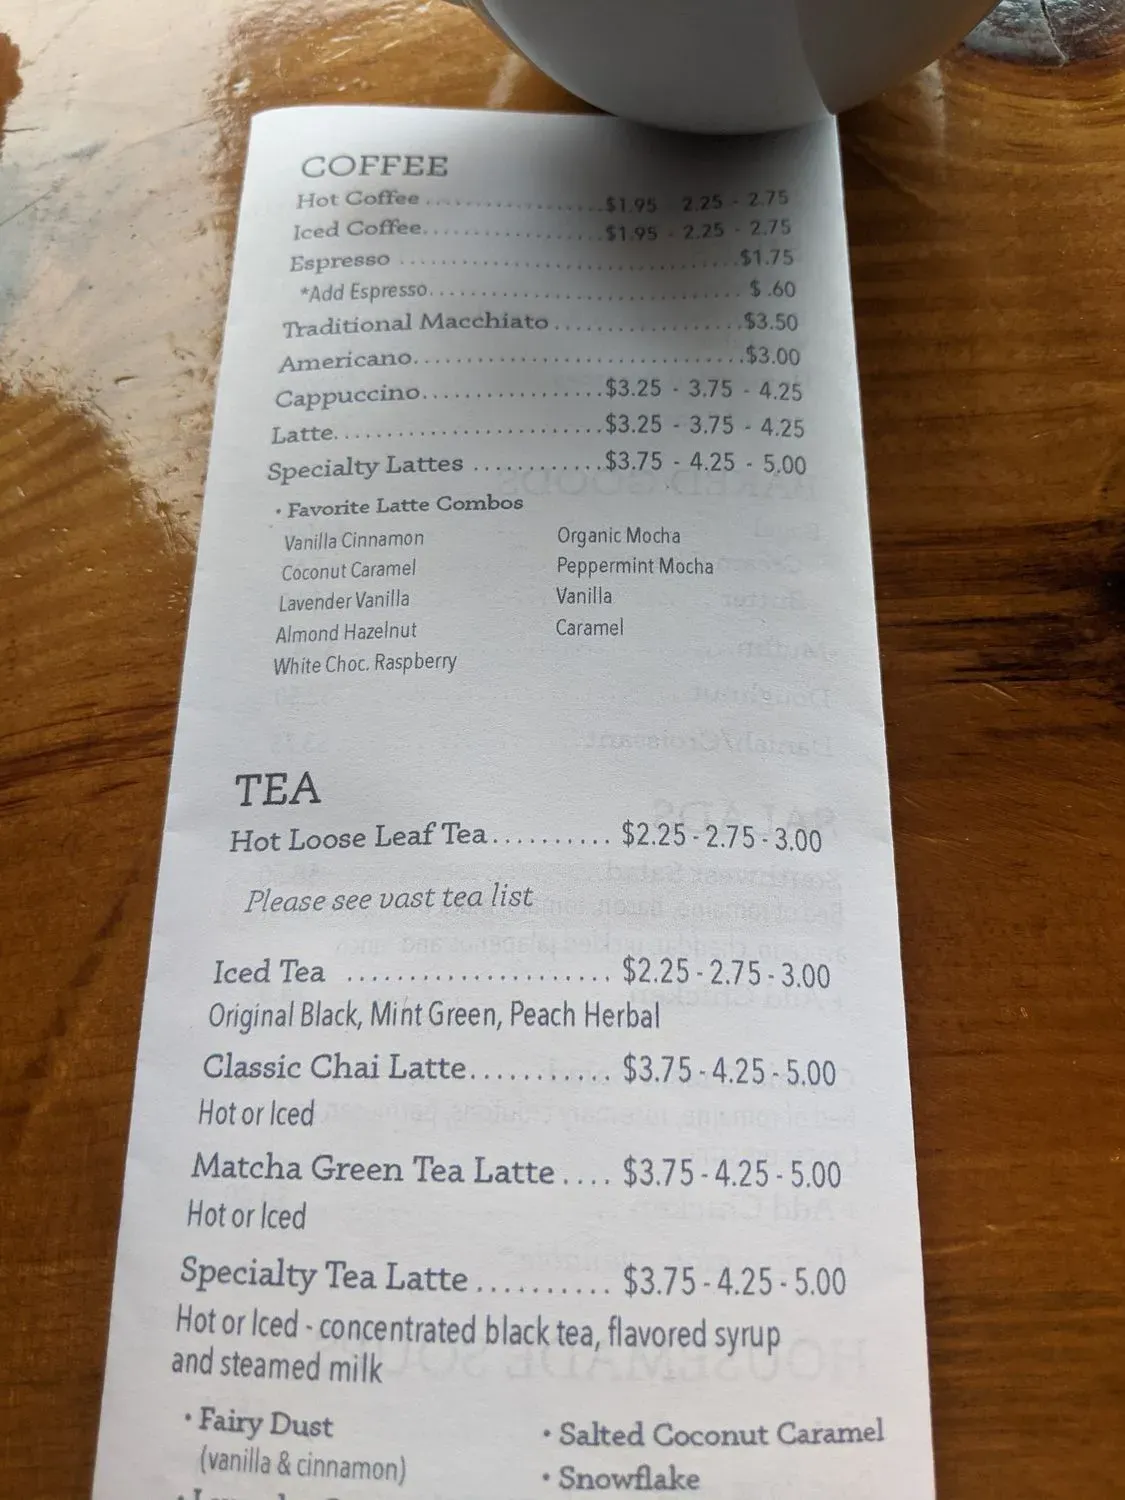 COFFEE
Hot Coffee ................... $1.95 2.25 - 2.75
Iced Coffee................... $1.95 - 2.25 - 2.75
Espresso ................................... $1.75
*Add Espresso................................ $ .60
Traditional Macchiato.................... $3.50
Americano.................................. $3.00
Cappuccino................. $3.25 - 3.75 - 4.25
Latte.......................... $3.25 - 3.75 - 4.25
Specialty Lattes ............ $3.75 - 4.25 - 5.00
• Favorite Latte Combos
Vanilla Cinnamon Organic Mocha
Coconut Caramel Peppermint Mocha
Lavender Vanilla Vanilla
Almond Hazelnut Caramel
White Choc. Raspberry
TEA
Hot Loose Leaf Tea.......... $2.25 - 2.75 - 3.00
Please see vast tea list
Iced Tea ..................... $2.25 - 2.75 - 3.00
Original Black, Mint Green, Peach Herbal
Classic Chai Latte........... $3.75 - 4.25 - 5.00
Hot or Iced
Matcha Green Tea Latte.... $3.75 - 4.25 - 5.00
Hot or Iced
Specialty Tea Latte.......... $3.75 - 4.25 - 5.00
Hot or Iced - concentrated black tea, flavored syrup
and steamed milk
• Fairy Dust • Salted Coconut Caramel
(vanilla & cinnamon) • Snowflake